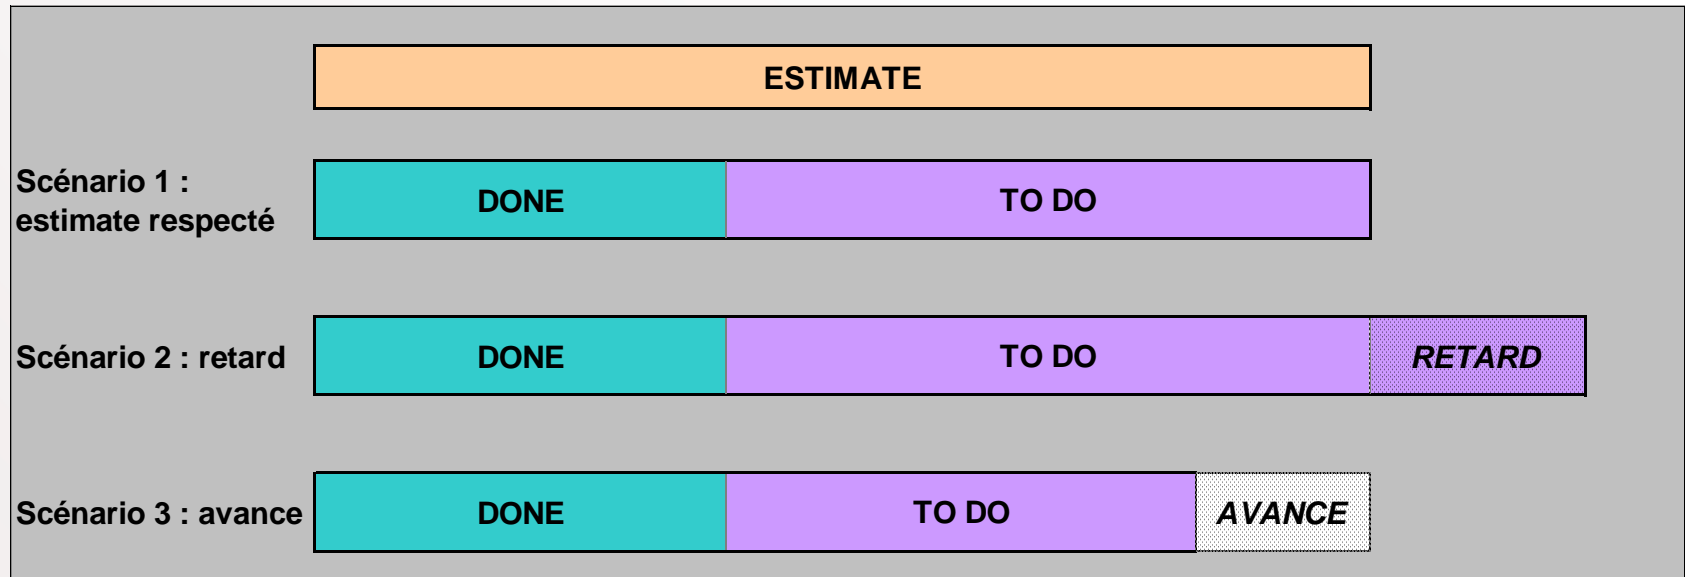 ESTIMATE
Scénario 1 :
estimate respecté
DONE
TO DO
Scénario 2 : retard
DONE
TO DO
RETARD
Scénario 3 : avance
DONE
TO DO
AVANCE